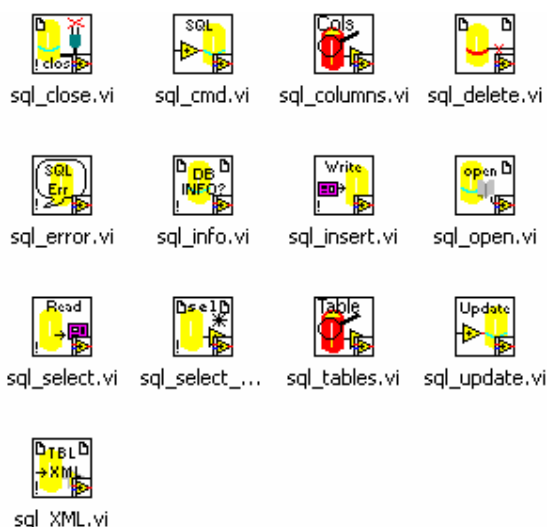 ! clos
sql_close.vi
SQL
sql_cmd.vi
Cols
sql_columns.vi
sql_delete.vi
SQL
Err
!
sql_error.vi
DB
INFO?
!
sql_info.vi
Write
!
sql_insert.vi
open
!
sql_open.vi
Read
!
sql_select.vi
sel
!
sql_select_...
Table
sql_tables.vi
Update
sql_update.vi
TBL
→XML
!
sql_XML.vi